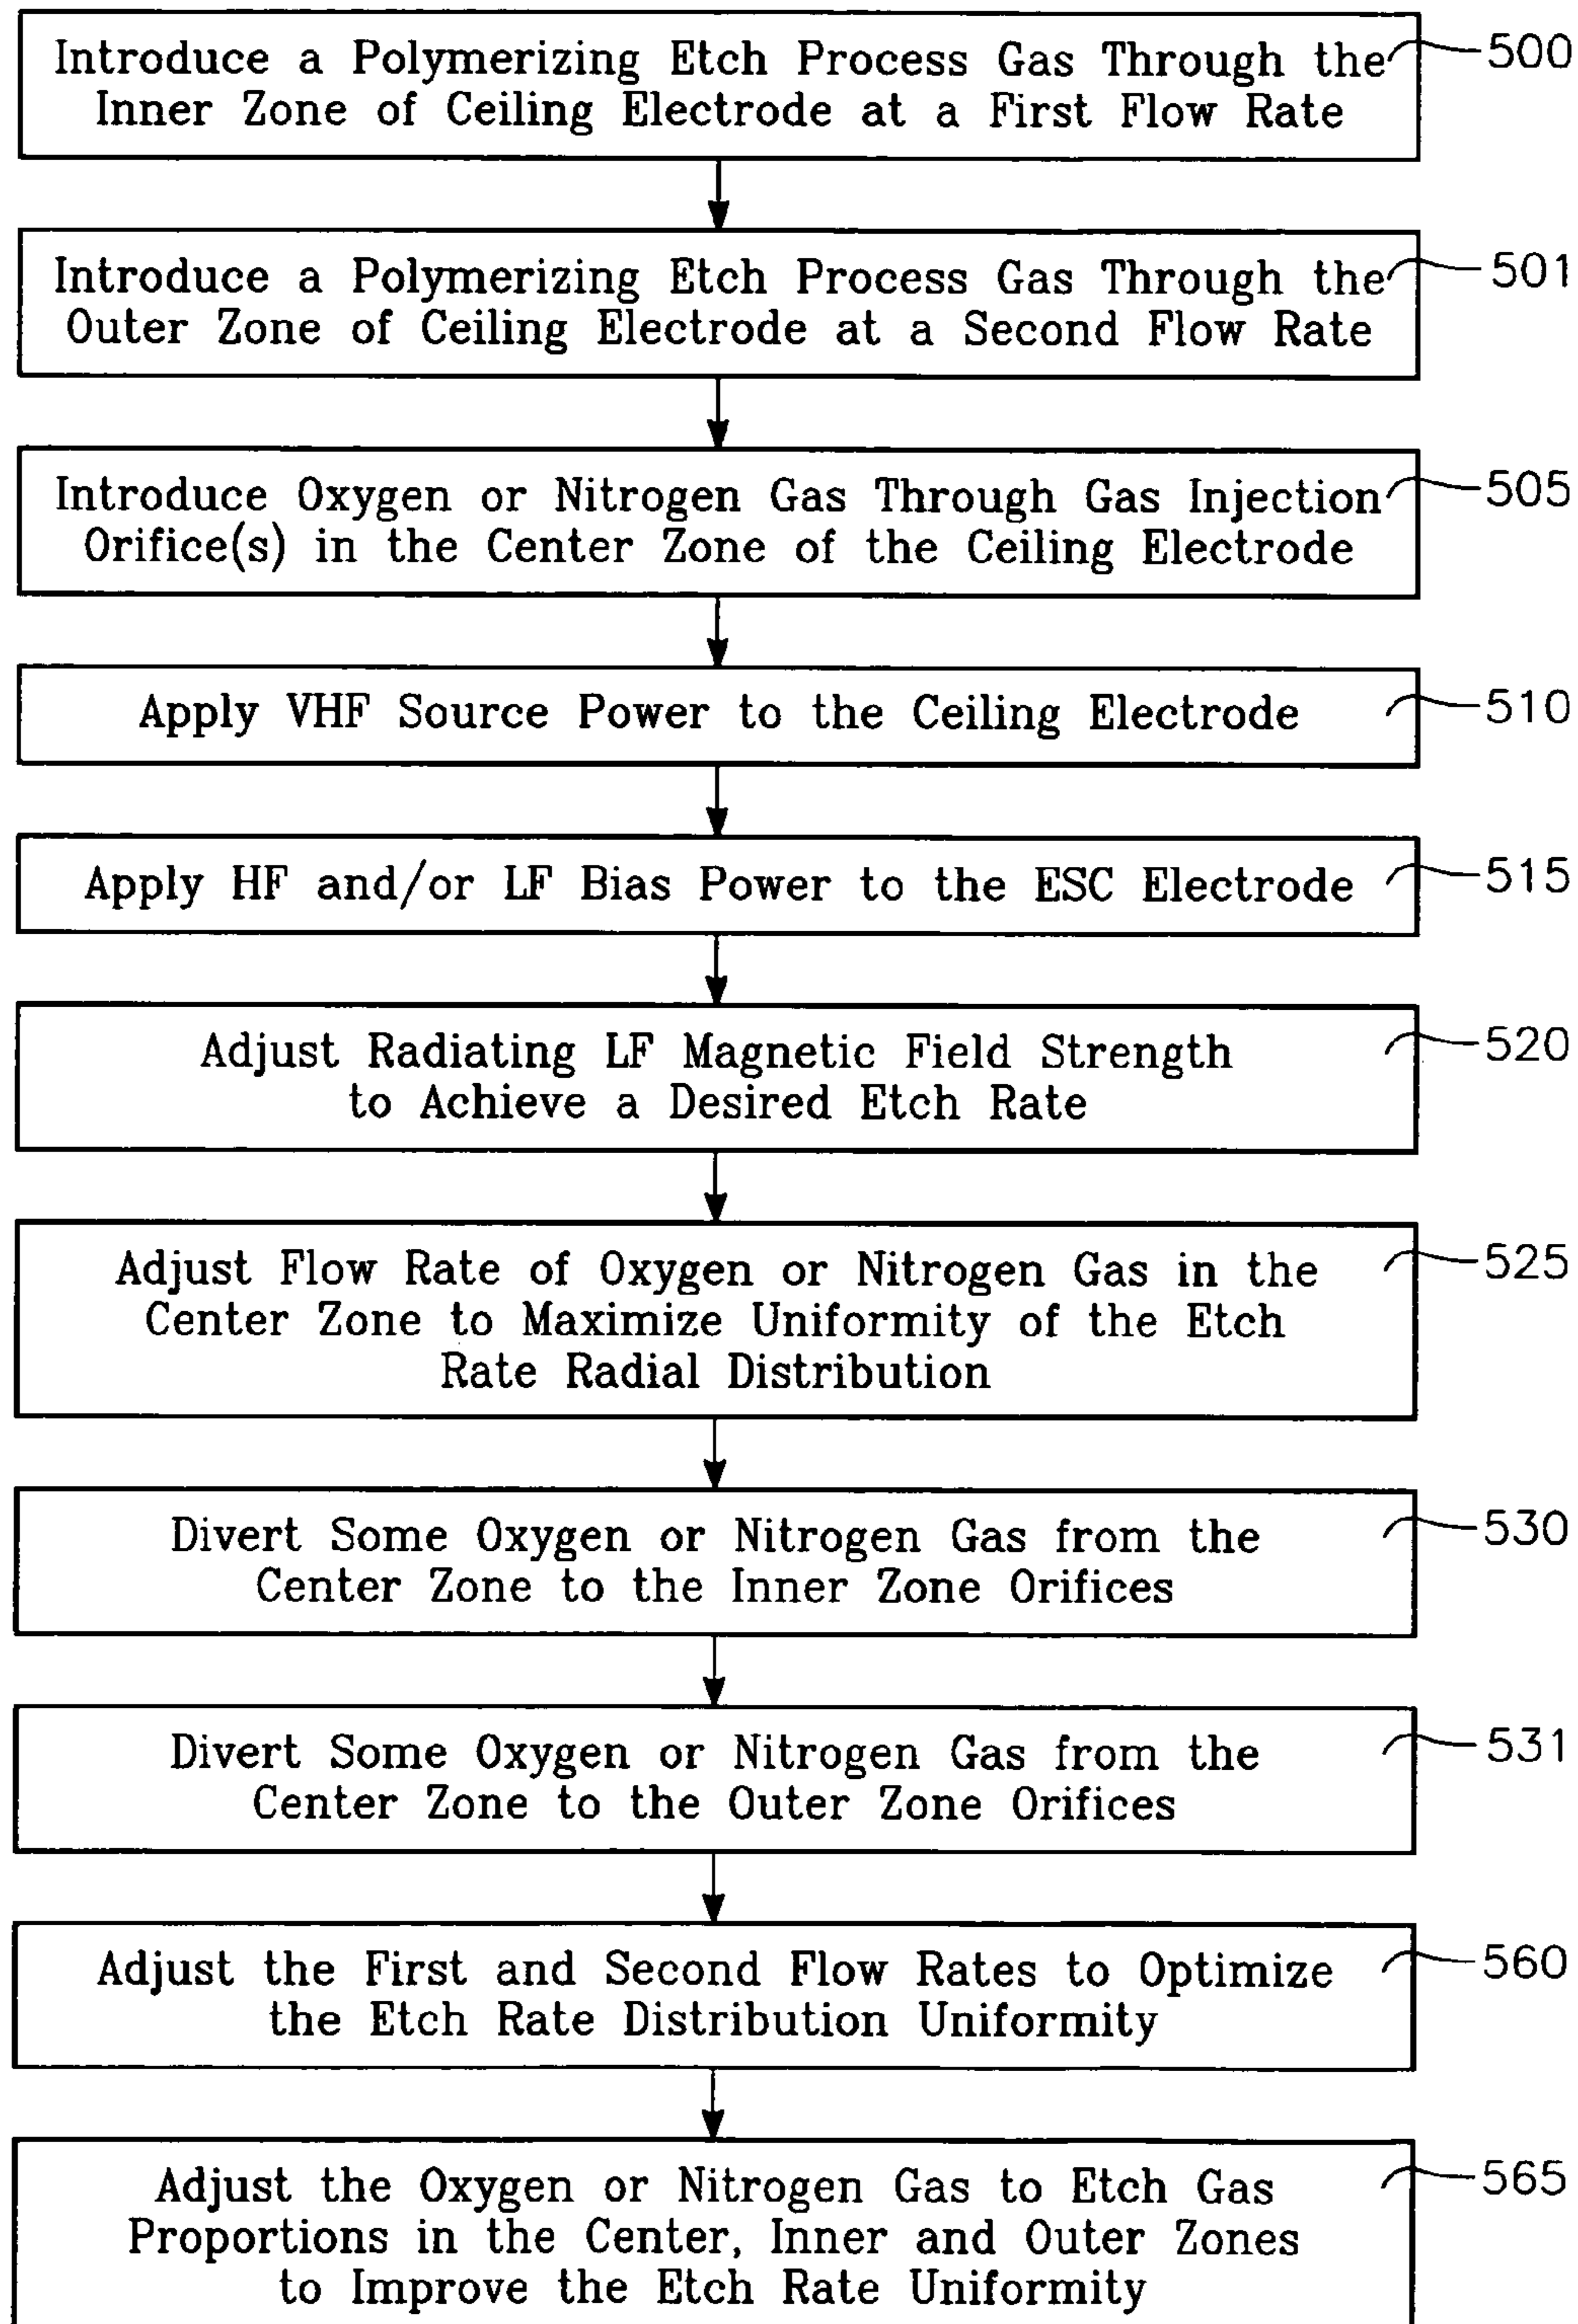 Introduce a Polymerizing Etch Process Gas Through the
Inner Zone of Ceiling Electrode at a First Flow Rate
500
Introduce a Polymerizing Etch Process Gas Through the
Outer Zone of Ceiling Electrode at a Second Flow Rate
501
Introduce Oxygen or Nitrogen Gas Through Gas Injection
Orifice(s) in the Center Zone of the Ceiling Electrode
505
Apply VHF Source Power to the Ceiling Electrode
510
Apply HF and/or LF Bias Power to the ESC Electrode
515
Adjust Radiating LF Magnetic Field Strength
to Achieve a Desired Etch Rate
520
Adjust Flow Rate of Oxygen or Nitrogen Gas in the
Center Zone to Maximize Uniformity of the Etch
Rate Radial Distribution
525
Divert Some Oxygen or Nitrogen Gas from the
Center Zone to the Inner Zone Orifices
530
Divert Some Oxygen or Nitrogen Gas from the
Center Zone to the Outer Zone Orifices
531
Adjust the First and Second Flow Rates to Optimize
the Etch Rate Distribution Uniformity
560
Adjust the Oxygen or Nitrogen Gas to Etch Gas
Proportions in the Center, Inner and Outer Zones
to Improve the Etch Rate Uniformity
565